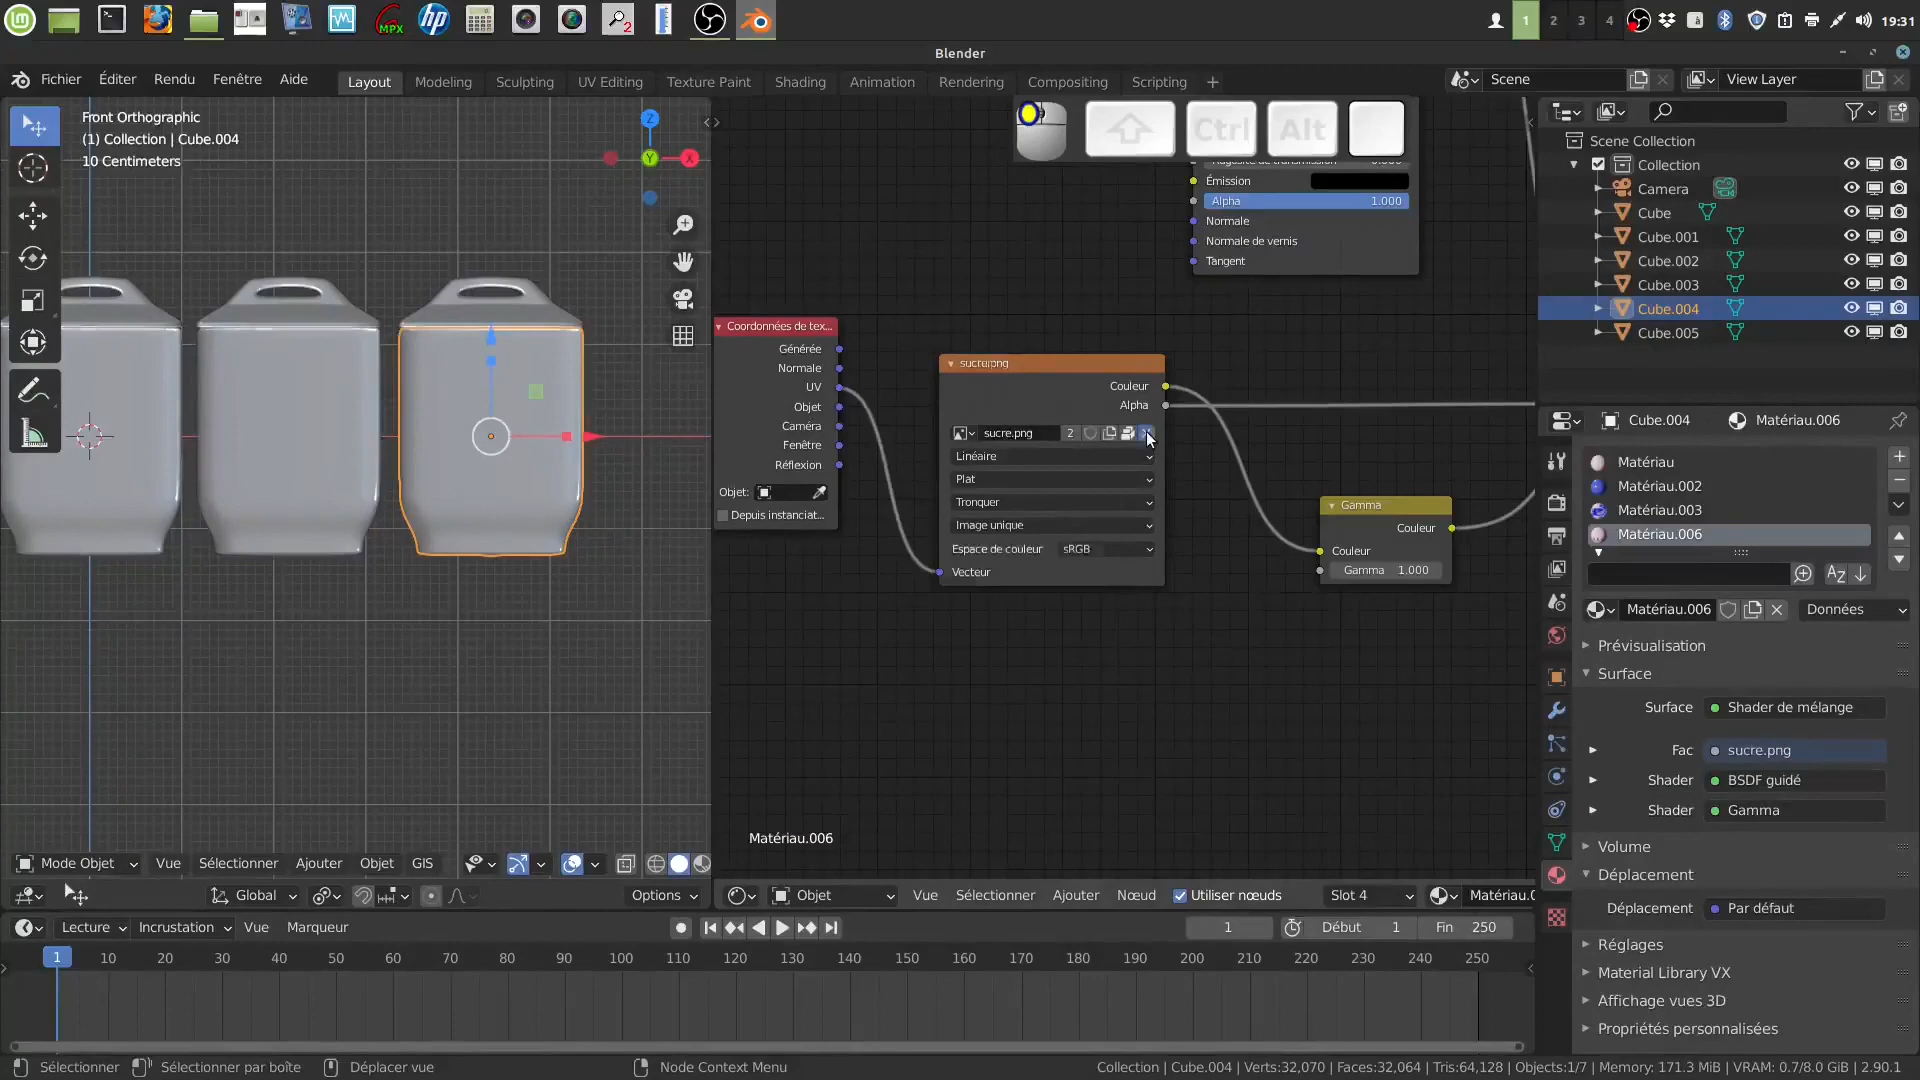 MPX
2
1
2
3
4
a
19:31
Blender
Fichier Éditer Rendu Fenêtre Aide
Layout Modeling Sculpting UV Editing Texture Paint Shading Animation Rendering Compositing Scripting +
Scene
View Layer
Front Orthographic
(1) Collection | Cube.004
10 Centimeters
Z
Y
X
Ctrl
Alt
Émission
Alpha 1.000
Normale
Normale de vernis
Tangent
Coordonnées de tex...
Générée
Normale
UV
Objet
Caméra
Fenêtre
Réflexion
Objet:
Depuis instanciat...
sucre.png
Couleur
Alpha
sucre.png 2
Linéaire
Plat
Tronquer
Image unique
Espace de couleur sRGB
Vecteur
Gamma
Couleur
Couleur
Gamma 1.000
Matériau.006
Scene Collection
Collection
Camera
Cube
Cube.001
Cube.002
Cube.003
Cube.004
Cube.005
Cube.004 Matériau.006
Matériau
Matériau.002
Matériau.003
Matériau.006
Matériau.006 Données
Prévisualisation
Surface
Surface Shader de mélange
Fac sucre.png
Shader BSDF guidé
Shader Gamma
Volume
Déplacement
Déplacement Par défaut
Réglages
Material Library VX
Affichage vues 3D
Propriétés personnalisées
Mode Objet Vue Sélectionner Ajouter Objet GIS
Global Options
Objet Vue Sélectionner Ajouter Nœud Utiliser nœuds Slot 4 Matériau.0
Lecture Incrustation Vue Marqueur
1 Début 1 Fin 250
1 10 20 30 40 50 60 70 80 90 100 110 120 130 140 150 160 170 180 190 200 210 220 230 240 250
Sélectionner Sélectionner par boîte Déplacer vue Node Context Menu
Collection | Cube.004 | Verts:32,070 | Faces:32,064 | Tris:64,128 | Objects:1/7 | Memory: 171.3 MiB | VRAM: 0.7/8.0 GiB | 2.90.1